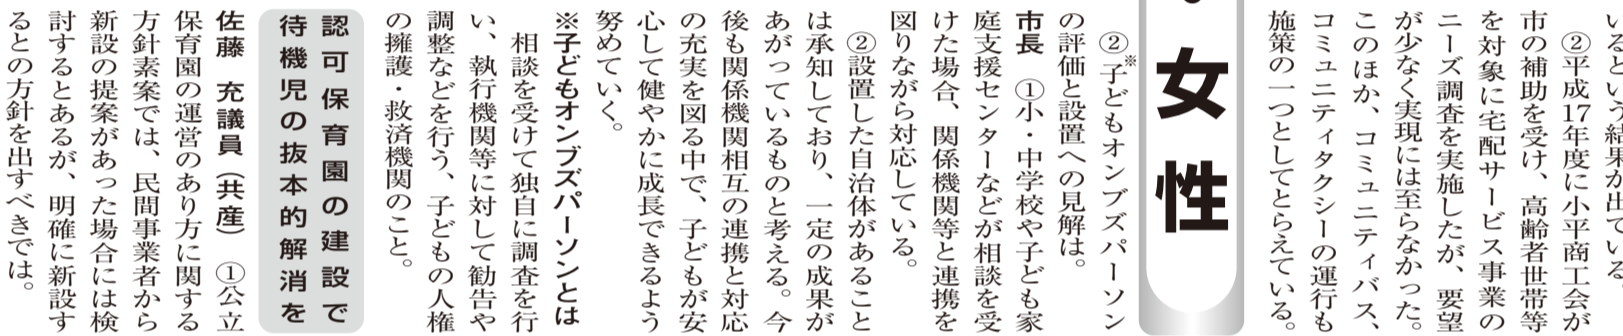 いるという結果が出ている。
②平成17年度に小平商工会が
市の補助を受け、高齢者世帯等
を対象に宅配サービス事業の
ニーズ調査を実施したが、要望
が少なく実現には至らなかった。
このほか、コミュニティバス、
コミュニティタクシーの運行も
施策の一つとしてとらえている。
・女性
②※子どもオンブズパーソン
の評価と設置への見解は。
市長　①小・中学校や子ども家
庭支援センターなどが相談を受
けた場合、関係機関等と連携を
図りながら対応している。
②設置した自治体があること
は承知しており、一定の成果が
あがっているものと考える。今
後も関係機関相互の連携と対応
の充実を図る中で、子どもが安
心して健やかに成長できるよう
努めていく。
※子どもオンブズパーソンとは
相談を受けて独自に調査を行
い、執行機関等に対して勧告や
調整などを行う、子どもの人権
の擁護・救済機関のこと。
認可保育園の建設で
待機児の抜本的解消を
佐藤　充議員（共産）　①公立
保育園の運営のあり方に関する
方針素案では、民間事業者から
新設の提案があった場合には検
討するとあるが、明確に新設す
るとの方針を出すべきでは。